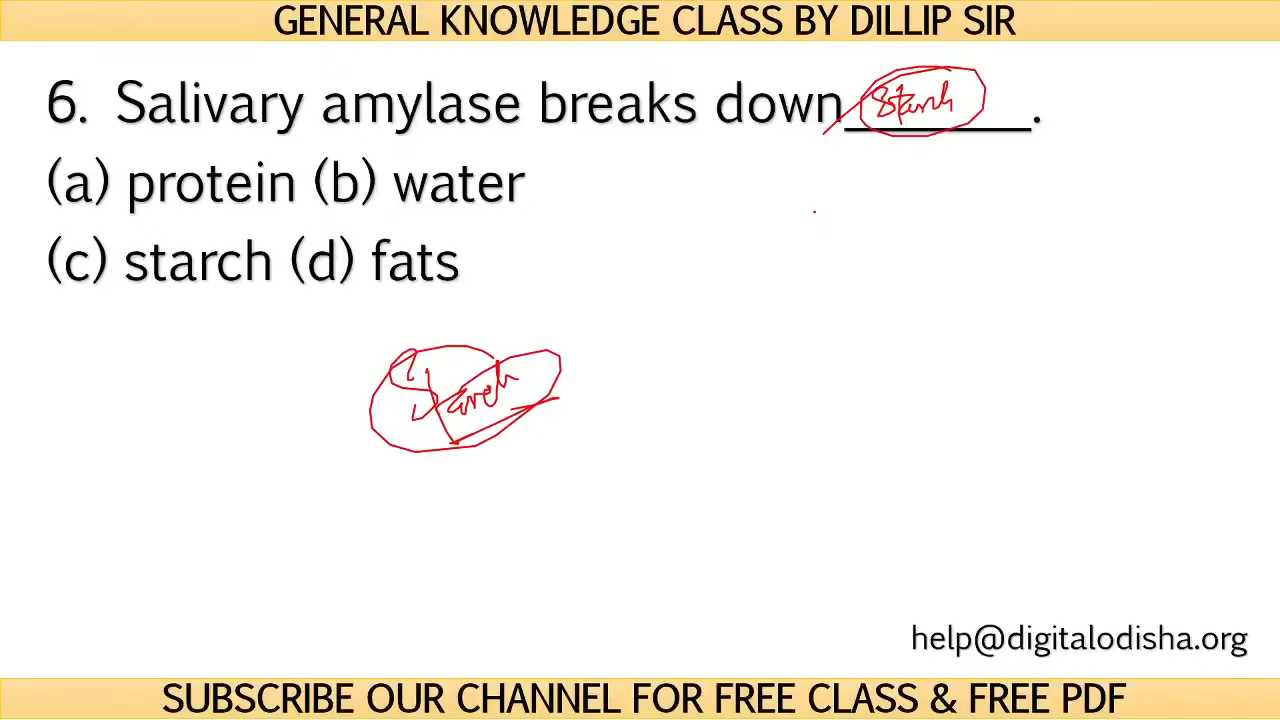 GENERAL KNOWLEDGE CLASS BY DILLIP SIR
6. Salivary amylase breaks down Starch.
(a) protein (b) water
(c) starch (d) fats
Starch
help@digitalodisha.org
SUBSCRIBE OUR CHANNEL FOR FREE CLASS & FREE PDF